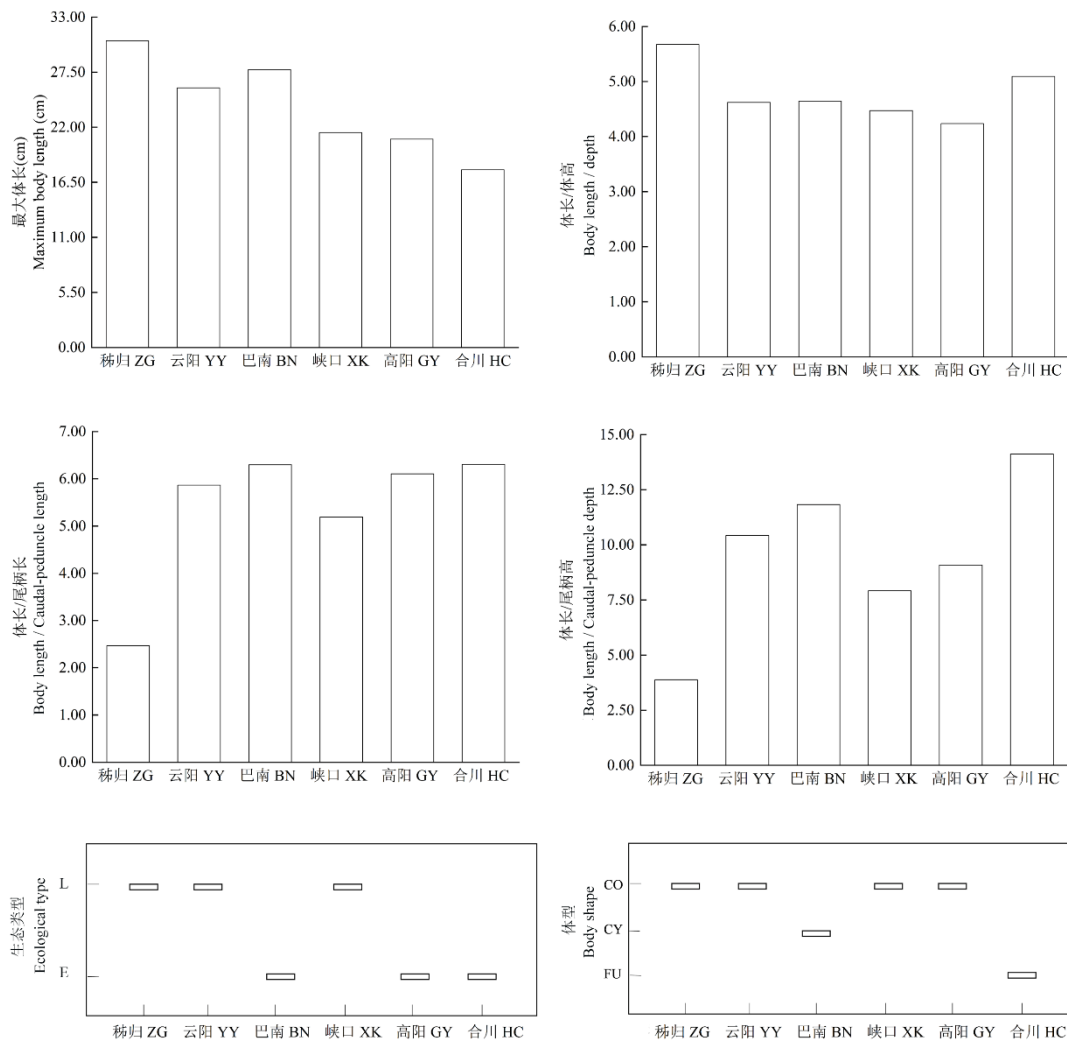 最大体长(cm)
Maximum body length (cm)
33.00
27.50
22.00
16.50
11.00
5.50
0.00
秭归 ZG 云阳 YY 巴南 BN 峡口 XK 高阳 GY 合川 HC
体长/体高
Body length / depth
6.00
5.00
4.00
3.00
2.00
1.00
0.00
秭归 ZG 云阳 YY 巴南 BN 峡口 XK 高阳 GY 合川 HC
体长/尾柄长
Body length / Caudal-peduncle length
7.00
6.00
5.00
4.00
3.00
2.00
1.00
0.00
秭归 ZG 云阳 YY 巴南 BN 峡口 XK 高阳 GY 合川 HC
体长/尾柄高
Body length / Caudal-peduncle depth
15.00
12.50
10.00
7.50
5.00
2.50
0.00
秭归 ZG 云阳 YY 巴南 BN 峡口 XK 高阳 GY 合川 HC
生态类型
Ecological type
L
E
秭归 ZG 云阳 YY 巴南 BN 峡口 XK 高阳 GY 合川 HC
体型
Body shape
CO
CY
FU
秭归 ZG 云阳 YY 巴南 BN 峡口 XK 高阳 GY 合川 HC